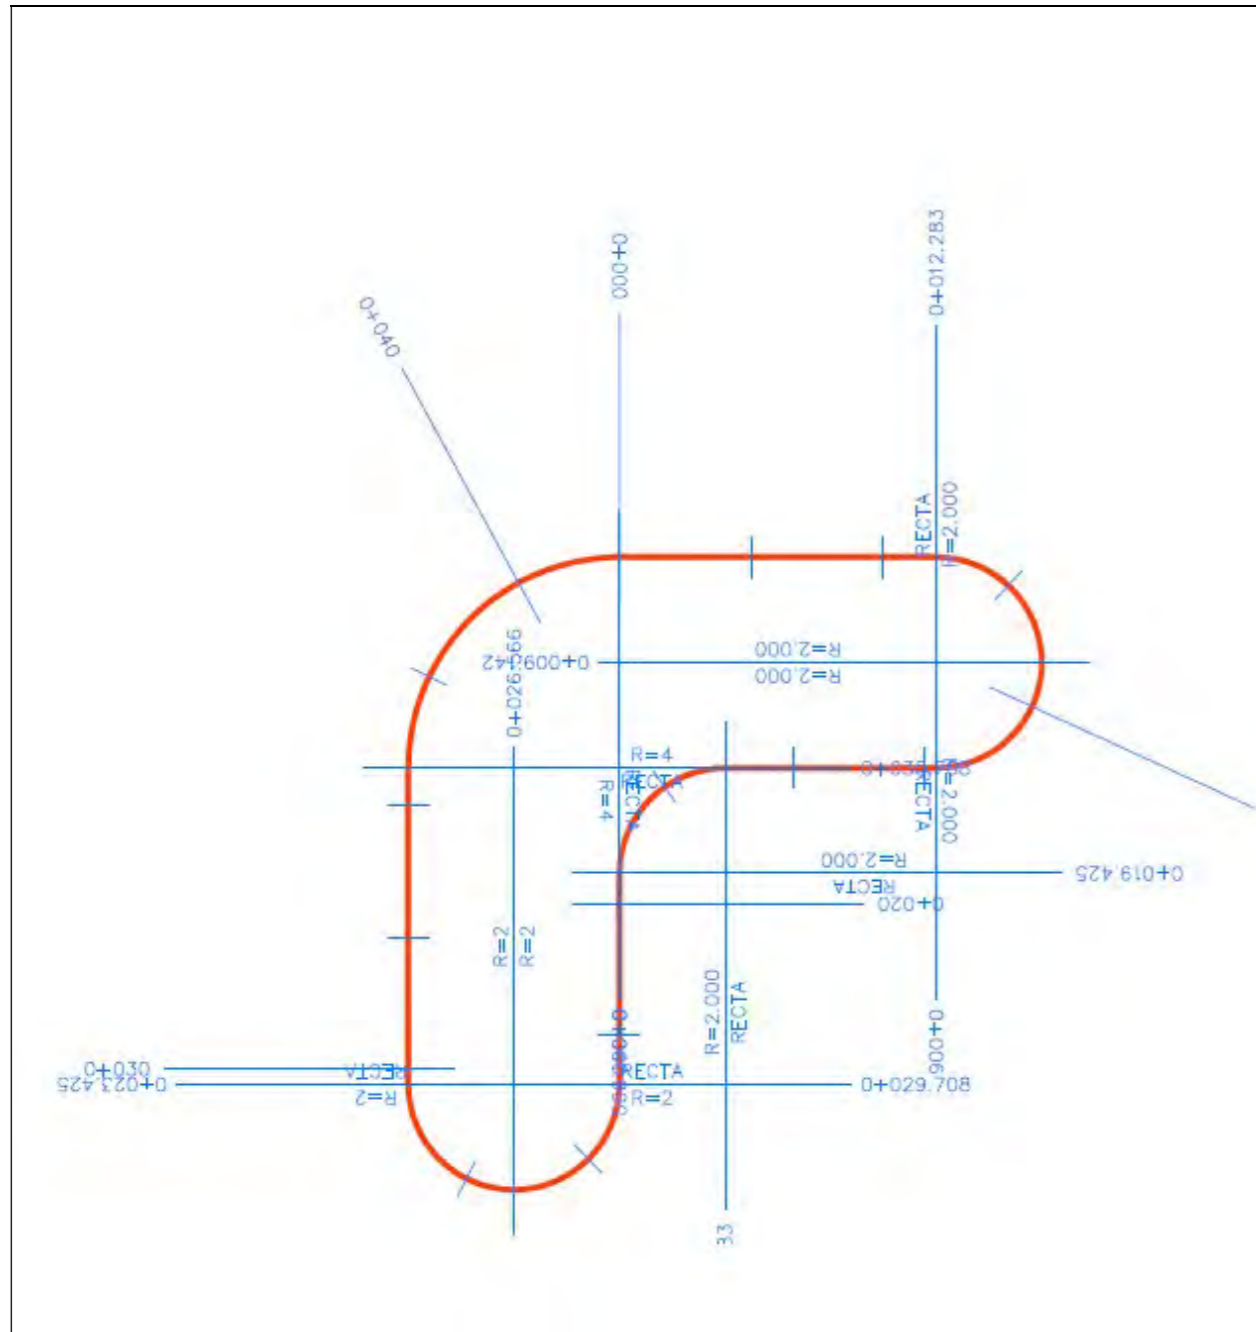 0+012.283
0+000
0+040
RECTA
R=2.000
0+026.566
0+009.142
R=2.000
R=2.000
R=4
RECTA
R=4
RECTA
RECTA
R=2.000
R=2.000
RECTA
0+019.425
0+020
R=2
R=2
R=2.000
RECTA
0+006
0+030
0+023.425
RECTA
R=2
RECTA
R=2
0+029.708